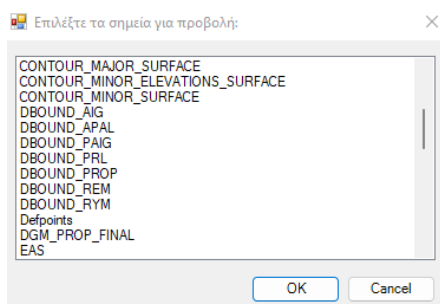 Επιλέξτε τα σημεία για προβολή:
CONTOUR_MAJOR_SURFACE
CONTOUR_MINOR_ELEVATIONS_SURFACE
CONTOUR_MINOR_SURFACE
DBOUND_AIG
DBOUND_APAL
DBOUND_PAIG
DBOUND_PRL
DBOUND_PROP
DBOUND_REM
DBOUND_RYM
Defpoints
DGM_PROP_FINAL
EAS
OK Cancel